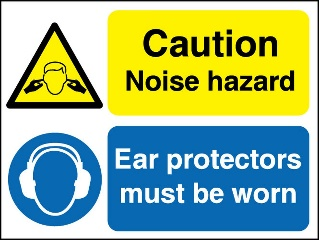 Caution
Noise hazard
Ear protectors
must be worn